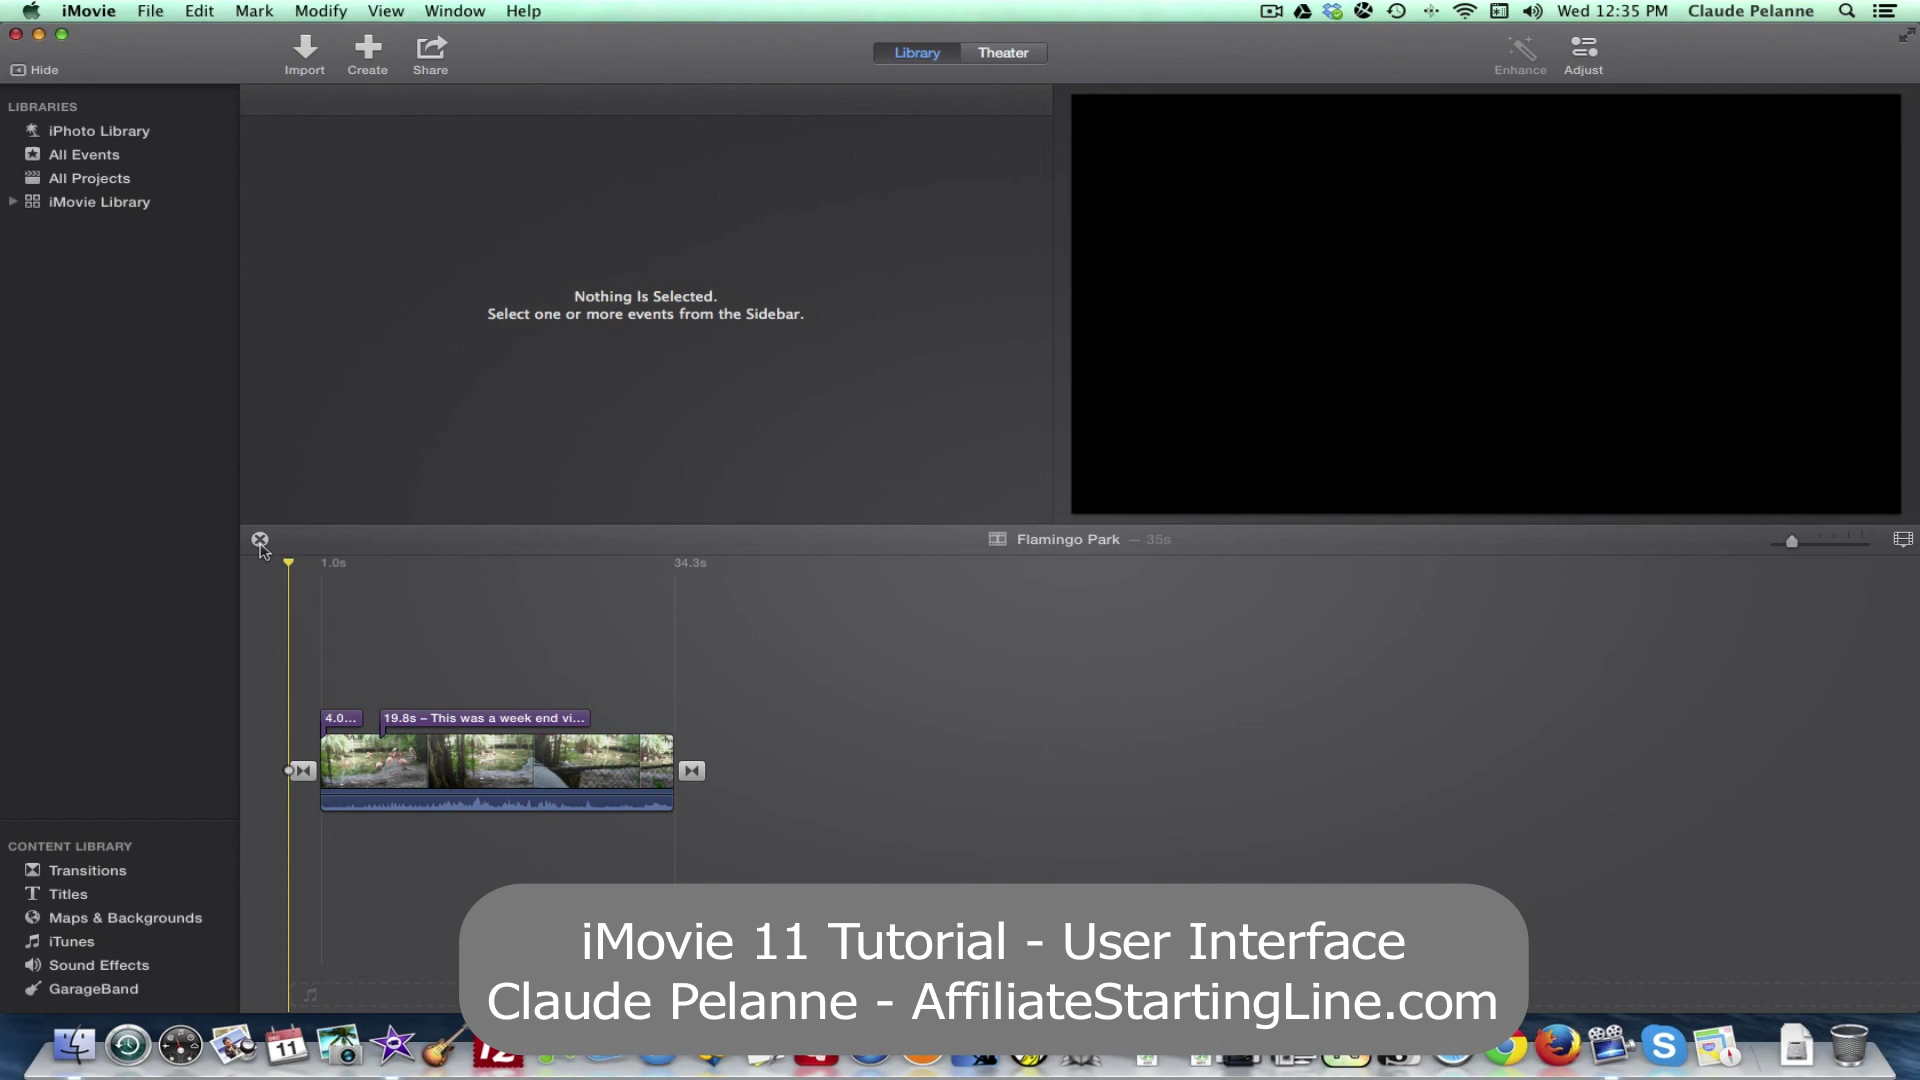 iMovie File Edit Mark Modify View Window Help
Wed 12:35 PM Claude Pelanne
Hide
Import Create Share
Library Theater
Enhance Adjust
LIBRARIES
iPhoto Library
All Events
All Projects
iMovie Library
Nothing Is Selected.
Select one or more events from the Sidebar.
Flamingo Park — 35s
1.0s 34.3s
4.0... 19.8s – This was a week end vi...
CONTENT LIBRARY
Transitions
Titles
Maps & Backgrounds
iTunes
Sound Effects
GarageBand
iMovie 11 Tutorial - User Interface
Claude Pelanne - AffiliateStartingLine.com
11